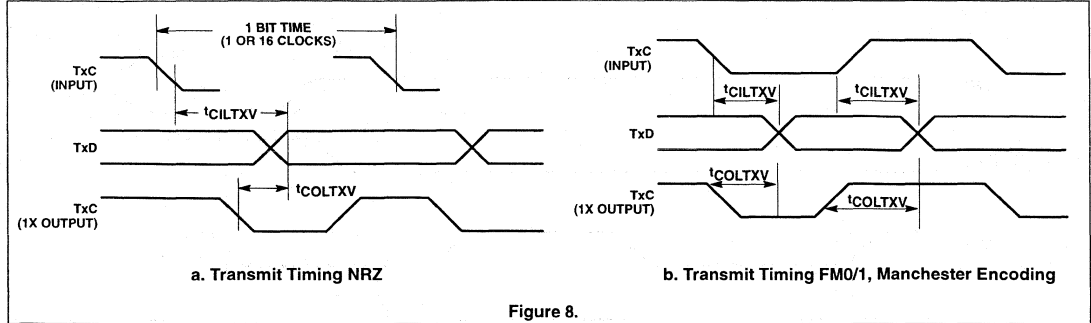 1 BIT TIME
(1 OR 16 CLOCKS)
TxC
(INPUT)
tCILTXV
TxD
tCOLTXV
TxC
(1X OUTPUT)
a. Transmit Timing NRZ
TxC
(INPUT)
tCILTXV
tCILTXV
TxD
tCOLTXV
tCOLTXV
TxC
(1X OUTPUT)
b. Transmit Timing FM0/1, Manchester Encoding
Figure 8.